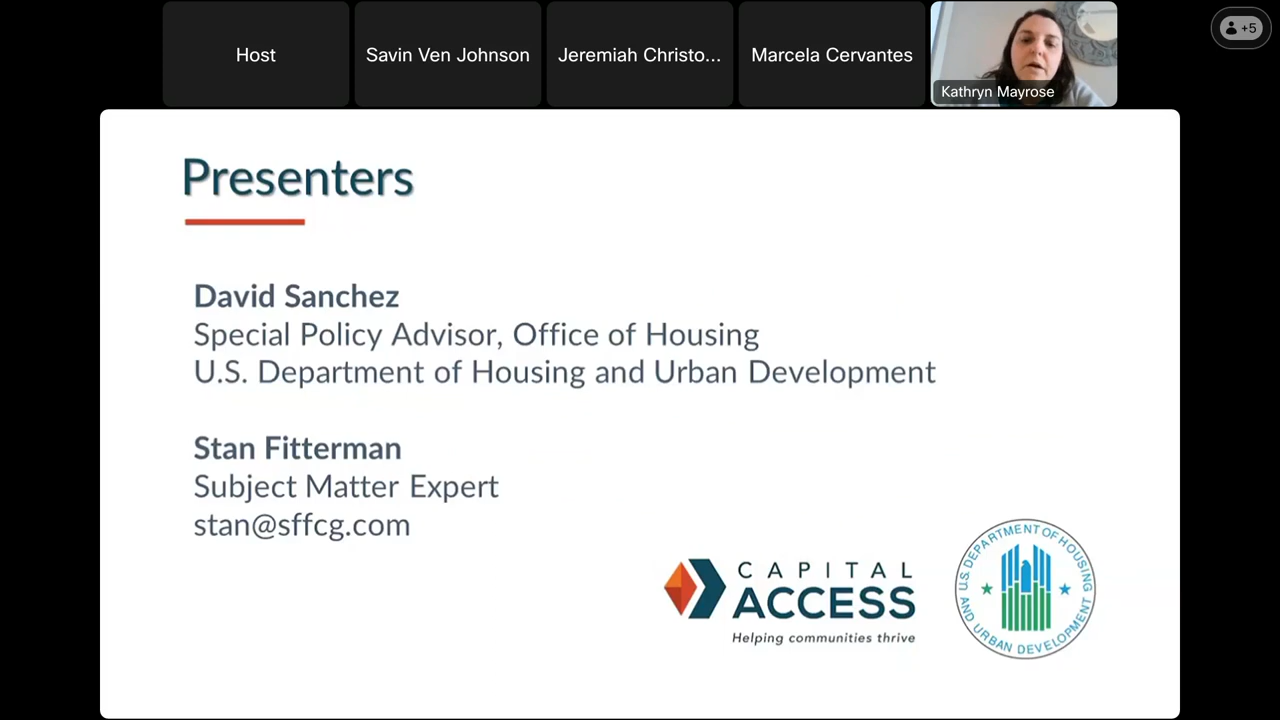 Host
Savin Ven Johnson
Jeremiah Christo...
Marcela Cervantes
Kathryn Mayrose
+5
Presenters
David Sanchez
Special Policy Advisor, Office of Housing
U.S. Department of Housing and Urban Development
Stan Fitterman
Subject Matter Expert
stan@sffcg.com
CAPITAL
ACCESS
Helping communities thrive
U.S. DEPARTMENT OF HOUSING
AND URBAN DEVELOPMENT